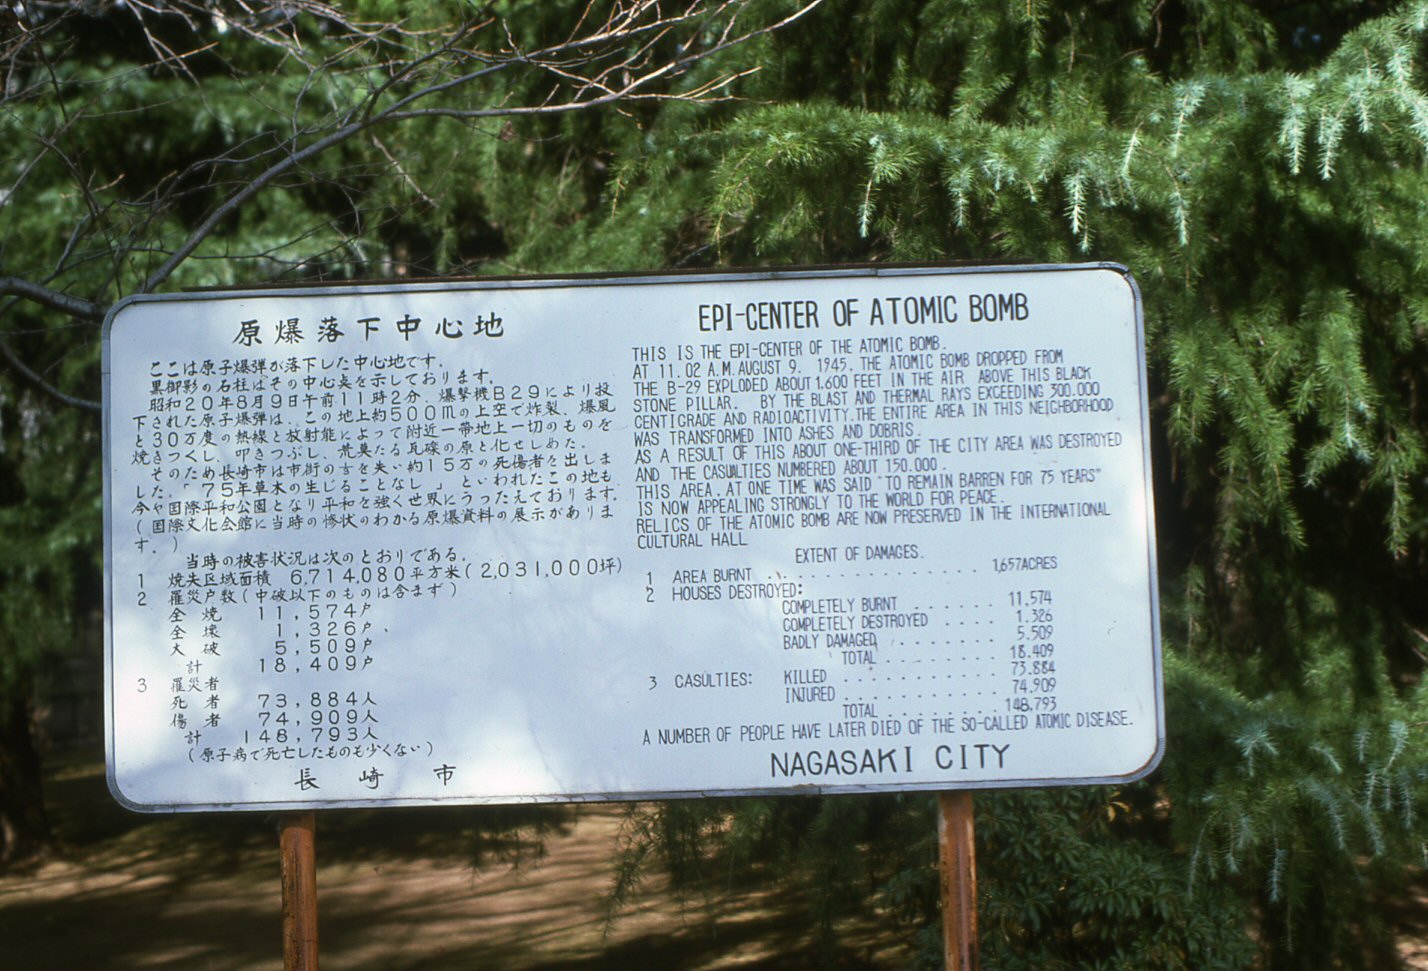 原爆落下中心地
ここは原子爆弾が落下した中心地です。
黒御影の石柱はその中心点を示しております。
昭和20年8月9日午前11時2分、爆撃機B29により投
下された原子爆弾は、この地上約500mの上空で炸裂、爆風
と30万度の熱線と放射能によって附近一帯地上一切のものを
焼きつくし、叩きつぶし、荒莫たる瓦礫の原と化せしめた。
そのため長崎市は市街の⅓を失い約15万の死傷者を出しま
した。「75年草木の生じることなし」といわれたこの地も
今や国際平和公園となり平和を強く世界にうったえております。
(国際文化会館に当時の惨状のわかる原爆資料の展示がありま
す。)
当時の被害状況は次のとおりである。
1 焼失区域面積 6,714,080平方米(2,031,000坪)
2 罹災戸数(中破以下のものは含まず)
全焼 11,574戸
全壊 1,326戸
大破 5,509戸
計 18,409戸
3 罹災者
死者 73,884人
傷者 74,909人
計 148,793人
(原子病で死亡したものも少くない)
長崎市
EPI-CENTER OF ATOMIC BOMB
THIS IS THE EPI-CENTER OF THE ATOMIC BOMB.
AT 11.02 A.M. AUGUST 9. 1945. THE ATOMIC BOMB DROPPED FROM
THE B-29 EXPLODED ABOUT 1.600 FEET IN THE AIR ABOVE THIS BLACK
STONE PILLAR. BY THE BLAST AND THERMAL RAYS EXCEEDING 300.000
CENTIGRADE AND RADIOACTIVITY. THE ENTIRE AREA IN THIS NEIGHBORHOOD
WAS TRANSFORMED INTO ASHES AND DOBRIS.
AS A RESULT OF THIS ABOUT ONE-THIRD OF THE CITY AREA WAS DESTROYED
AND THE CASUALTIES NUMBERED ABOUT 150.000.
THIS AREA. AT ONE TIME WAS SAID "TO REMAIN BARREN FOR 75 YEARS"
IS NOW APPEALING STRONGLY TO THE WORLD FOR PEACE.
RELICS OF THE ATOMIC BOMB ARE NOW PRESERVED IN THE INTERNATIONAL
CULTURAL HALL
EXTENT OF DAMAGES.
1 AREA BURNT . . . . . . . . . . . . . . . 1,657ACRES
2 HOUSES DESTROYED:
COMPLETELY BURNT . . . . . . 11.574
COMPLETELY DESTROYED . . . . . 1.326
BADLY DAMAGED . . . . . . . . 5.509
TOTAL . . . . . . . . 18.409
3 CASULTIES: KILLED . . . . . . . . . . . 73.884
INJURED . . . . . . . . . . 74.909
TOTAL . . . . . . . . 148.793
A NUMBER OF PEOPLE HAVE LATER DIED OF THE SO-CALLED ATOMIC DISEASE.
NAGASAKI CITY